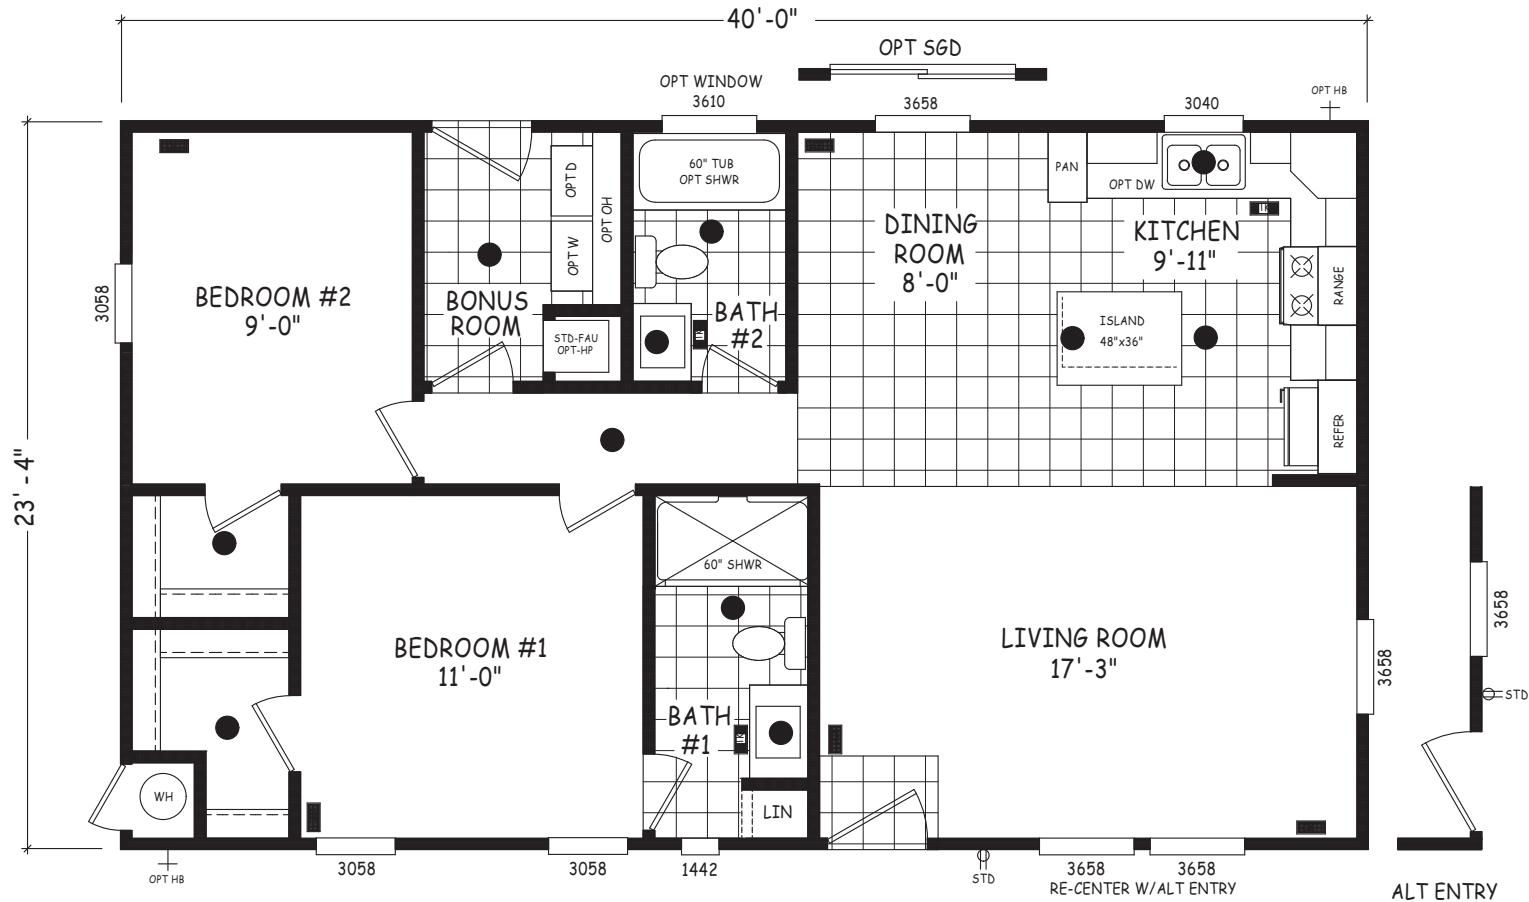 40'-0"
OPT SGD
OPT WINDOW
3610
3658
3040
OPT HB
PAN
60" TUB
OPT SHWR
OPT D
OPT OH
OPT W
OPT DW
TR
DINING
ROOM
8'-0"
KITCHEN
9'-11"
RANGE
3058
BEDROOM #2
9'-0"
BONUS
ROOM
STD-FAU
OPT-HP
TR
BATH
#2
ISLAND
48"x36"
REFER
23'-4"
60" SHWR
BEDROOM #1
11'-0"
LIVING ROOM
17'-3"
3658
3658
STD
BATH
#1
TR
WH
LIN
3058
3058
1442
3658
3658
OPT HB
STD
RE-CENTER W/ALT ENTRY
ALT ENTRY